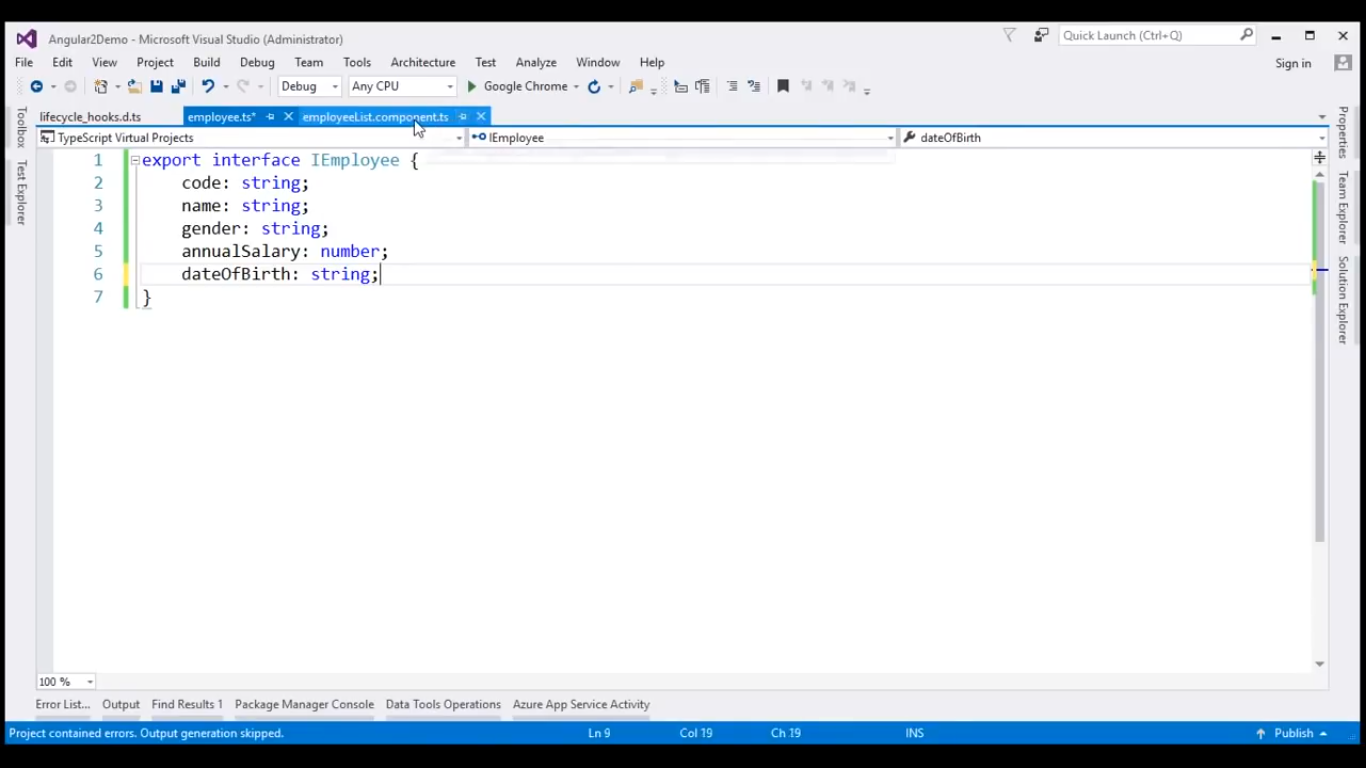 Angular2Demo - Microsoft Visual Studio (Administrator)
Quick Launch (Ctrl+Q)
File Edit View Project Build Debug Team Tools Architecture Test Analyze Window Help
Sign in
Debug Any CPU Google Chrome
lifecycle_hooks.d.ts employee.ts* employeeList.component.ts
TypeScript Virtual Projects IEmployee dateOfBirth
Toolbox
Test Explorer
1 export interface IEmployee {
2 code: string;
3 name: string;
4 gender: string;
5 annualSalary: number;
6 dateOfBirth: string;
7 }
Properties
Team Explorer
Solution Explorer
100 %
Error List... Output Find Results 1 Package Manager Console Data Tools Operations Azure App Service Activity
Project contained errors. Output generation skipped. Ln 9 Col 19 Ch 19 INS Publish